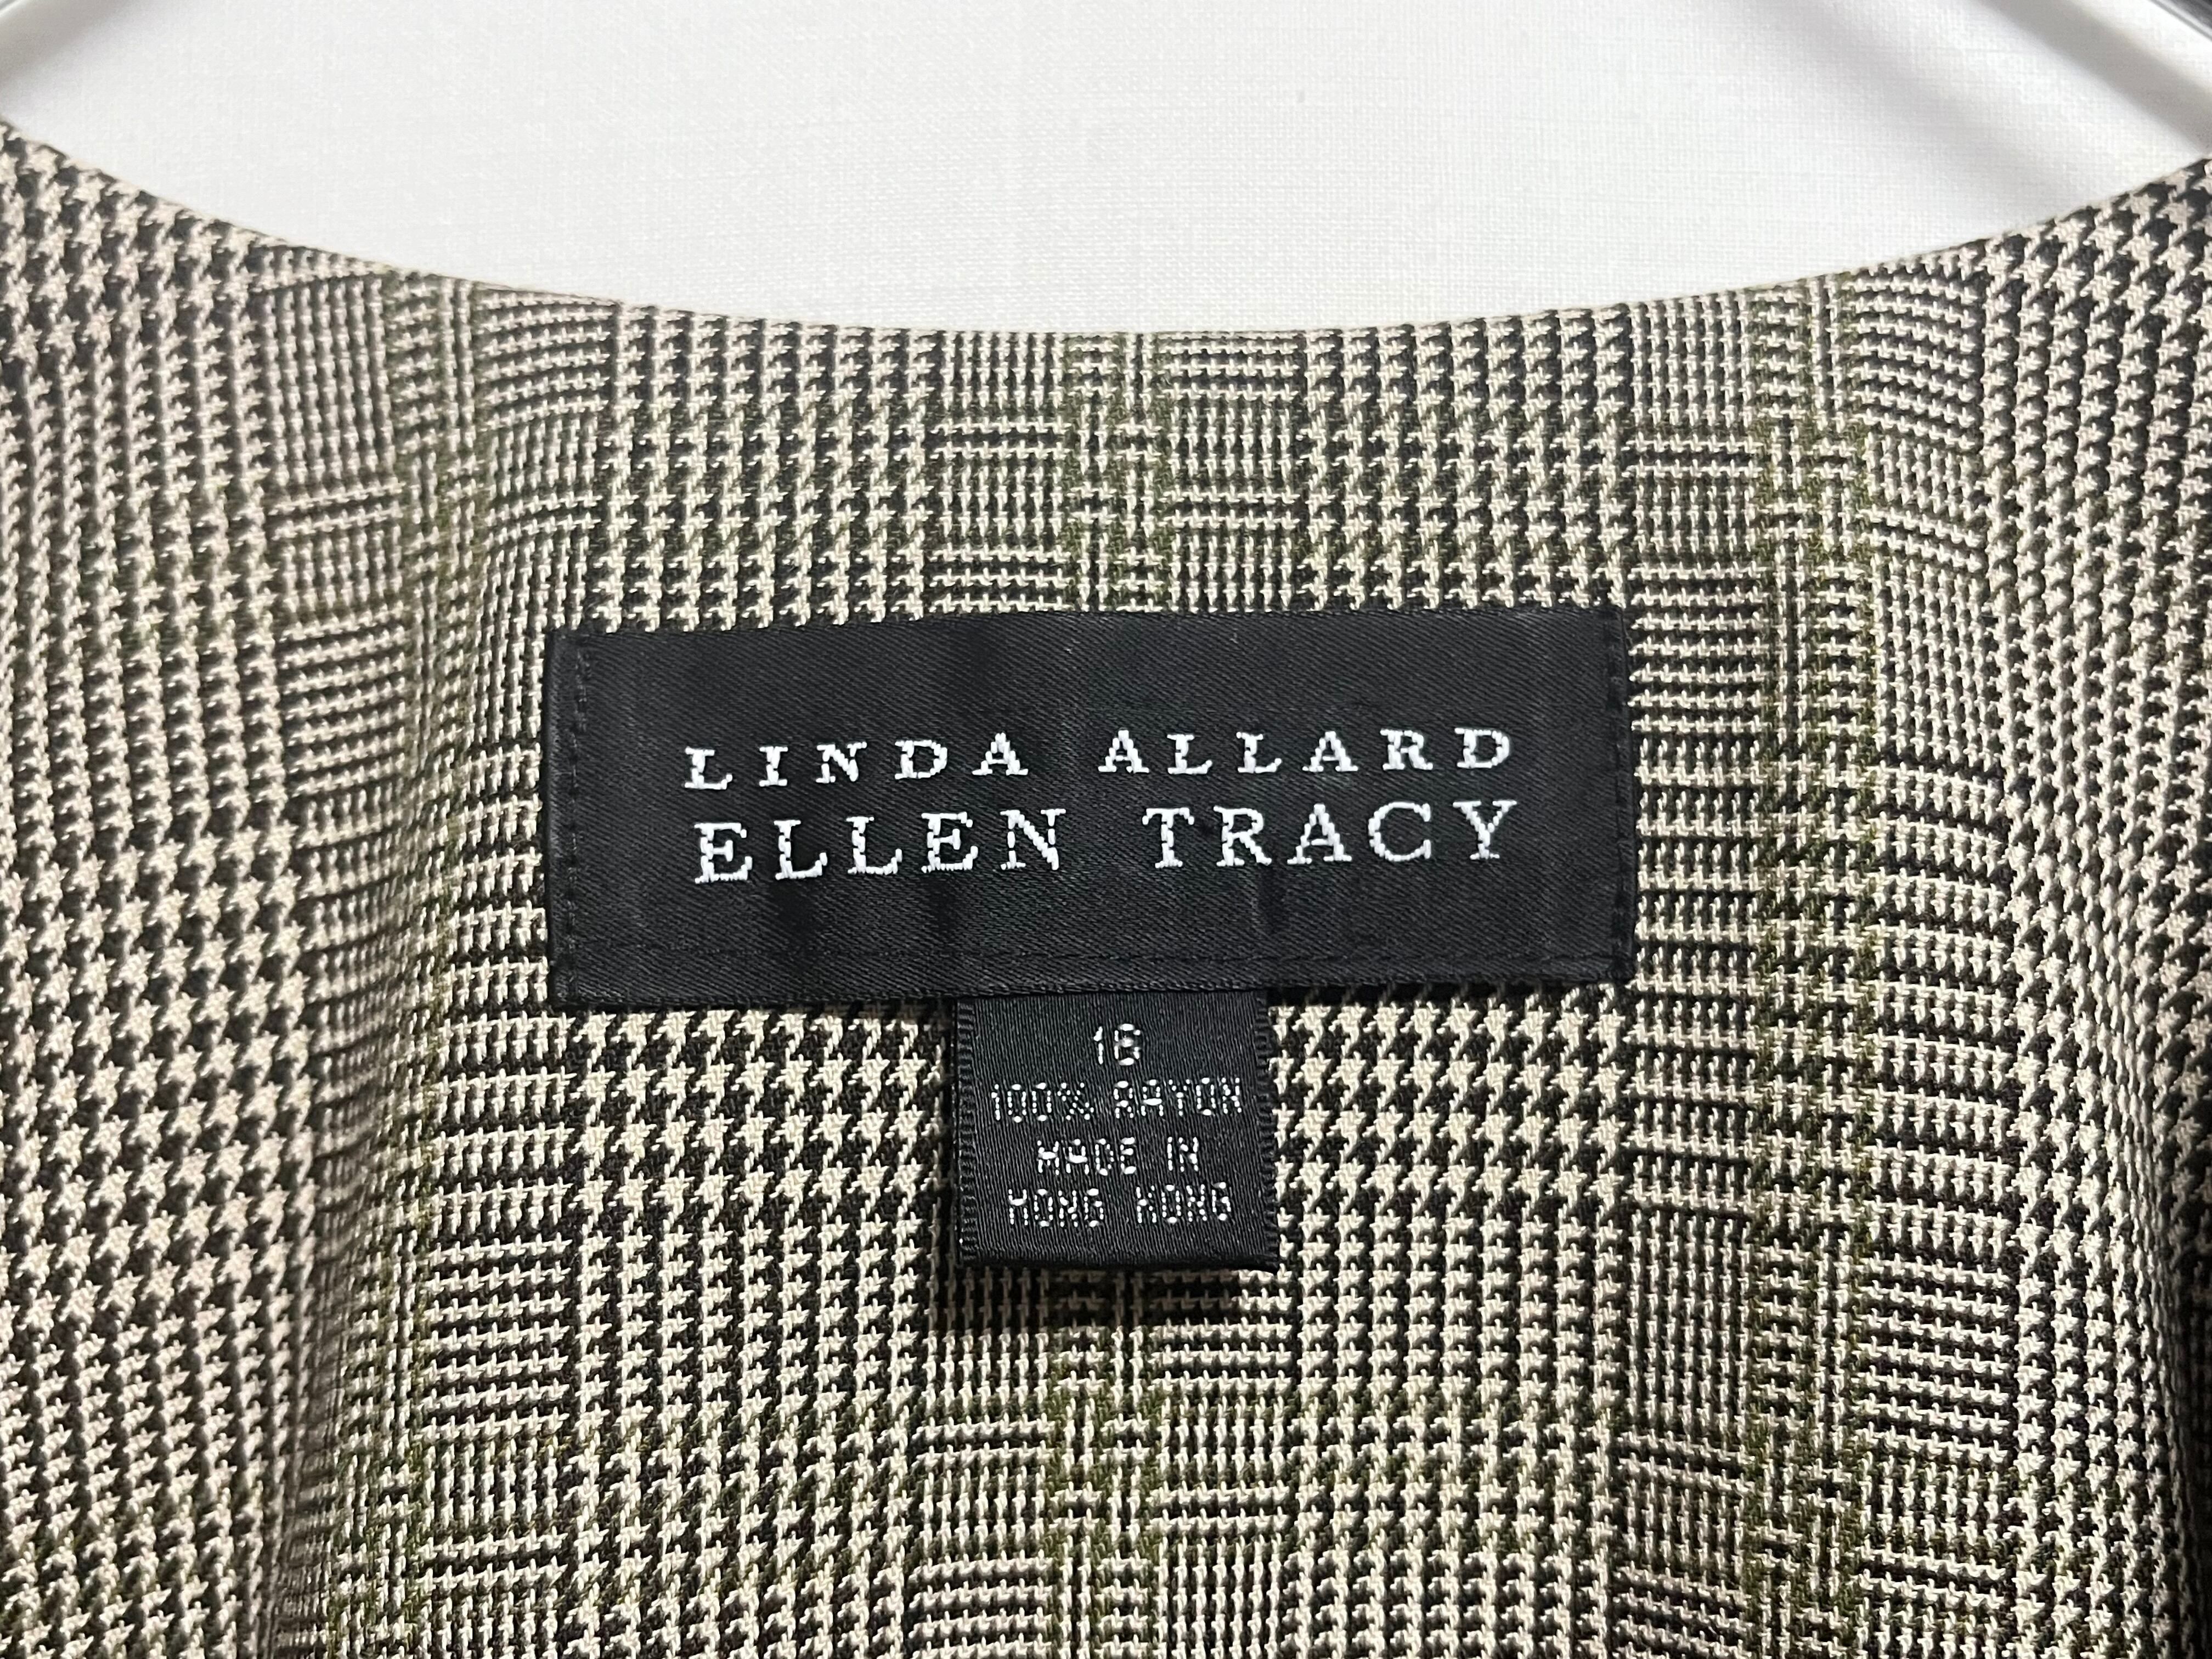 LINDA ALLARD
ELLEN TRACY
16
100% RAYON
MADE IN
HONG KONG